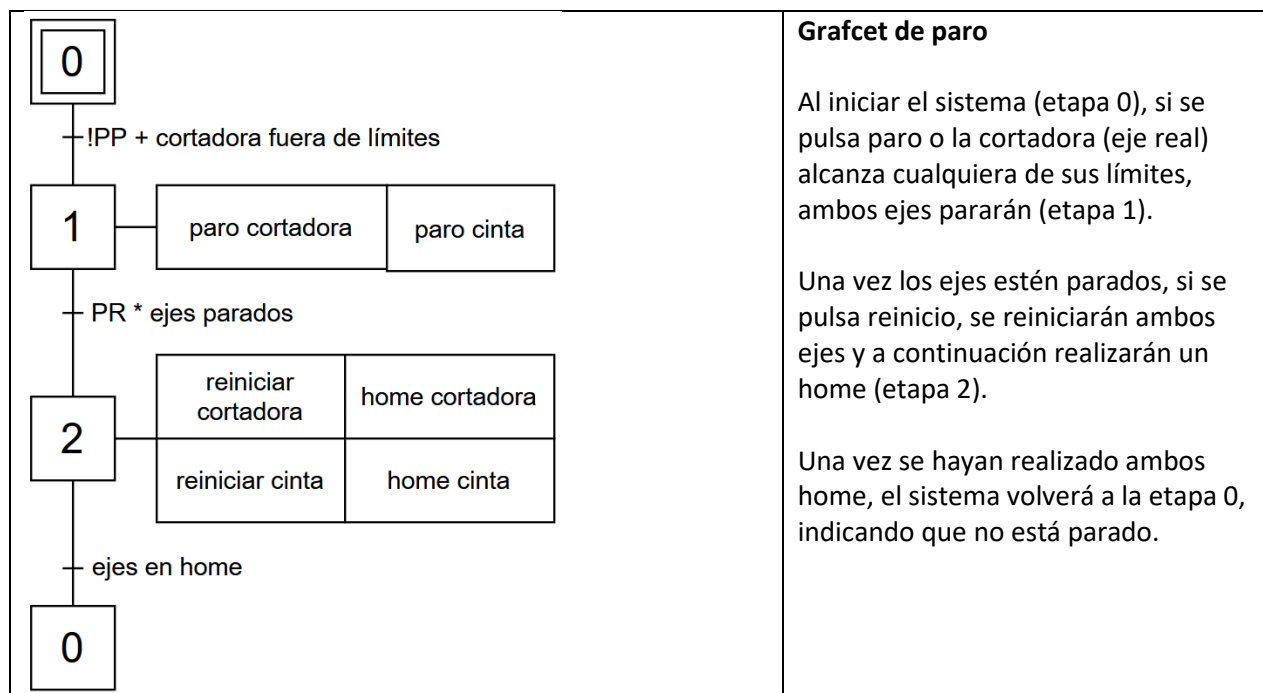 0
!PP + cortadora fuera de límites
1
paro cortadora
paro cinta
PR * ejes parados
reiniciar
cortadora
home cortadora
2
reiniciar cinta
home cinta
ejes en home
0
Grafcet de paro
Al iniciar el sistema (etapa 0), si se
pulsa paro o la cortadora (eje real)
alcanza cualquiera de sus límites,
ambos ejes pararán (etapa 1).
Una vez los ejes estén parados, si se
pulsa reinicio, se reiniciarán ambos
ejes y a continuación realizarán un
home (etapa 2).
Una vez se hayan realizado ambos
home, el sistema volverá a la etapa 0,
indicando que no está parado.